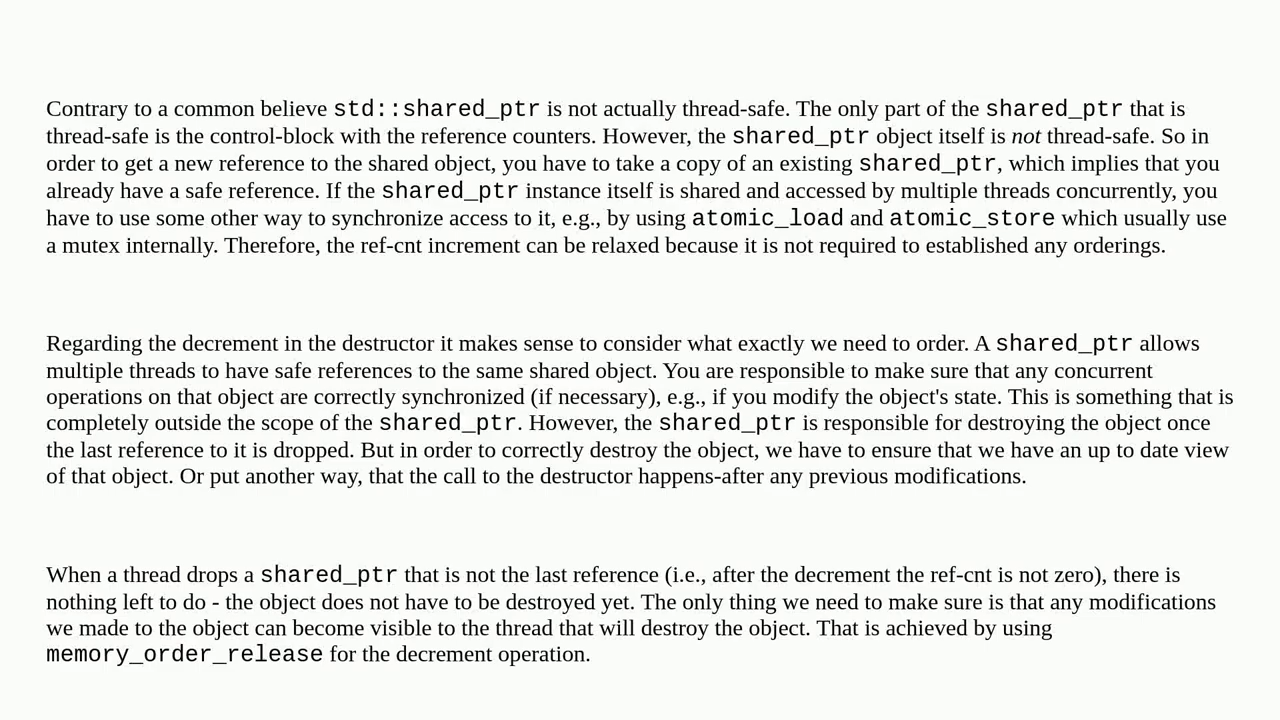 Contrary to a common believe std::shared_ptr is not actually thread-safe. The only part of the shared_ptr that is
thread-safe is the control-block with the reference counters. However, the shared_ptr object itself is not thread-safe. So in
order to get a new reference to the shared object, you have to take a copy of an existing shared_ptr, which implies that you
already have a safe reference. If the shared_ptr instance itself is shared and accessed by multiple threads concurrently, you
have to use some other way to synchronize access to it, e.g., by using atomic_load and atomic_store which usually use
a mutex internally. Therefore, the ref-cnt increment can be relaxed because it is not required to established any orderings.
Regarding the decrement in the destructor it makes sense to consider what exactly we need to order. A shared_ptr allows
multiple threads to have safe references to the same shared object. You are responsible to make sure that any concurrent
operations on that object are correctly synchronized (if necessary), e.g., if you modify the object's state. This is something that is
completely outside the scope of the shared_ptr. However, the shared_ptr is responsible for destroying the object once
the last reference to it is dropped. But in order to correctly destroy the object, we have to ensure that we have an up to date view
of that object. Or put another way, that the call to the destructor happens-after any previous modifications.
When a thread drops a shared_ptr that is not the last reference (i.e., after the decrement the ref-cnt is not zero), there is
nothing left to do - the object does not have to be destroyed yet. The only thing we need to make sure is that any modifications
we made to the object can become visible to the thread that will destroy the object. That is achieved by using
memory_order_release for the decrement operation.